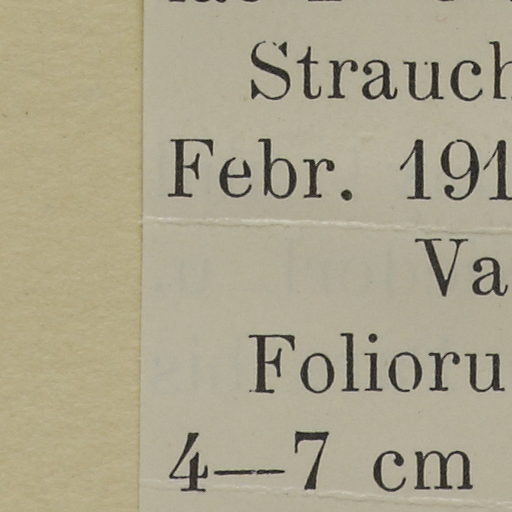 Strauch
Febr. 191
Va
Folioru
4—7 cm